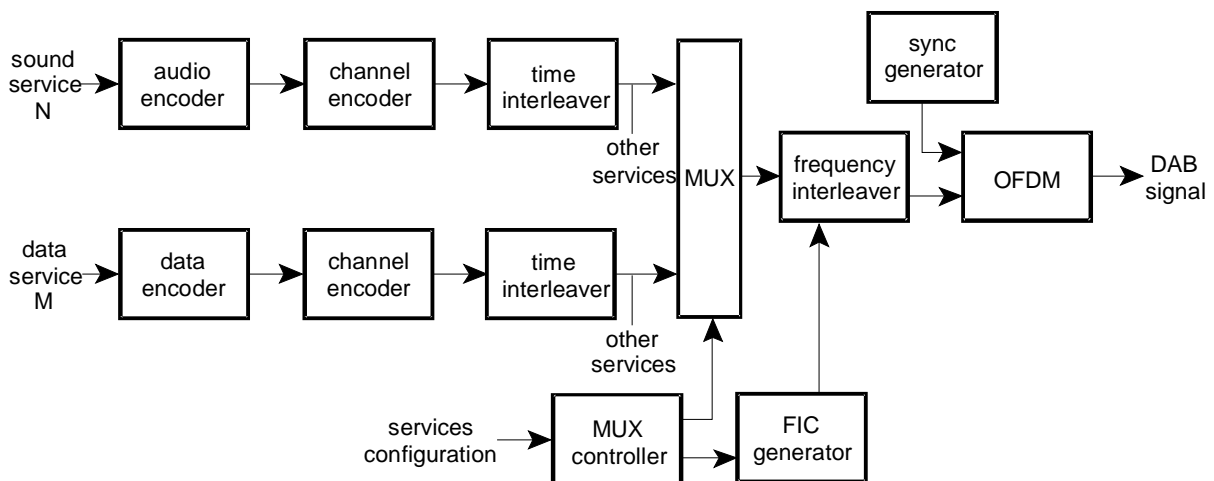 sound
service
N
audio
encoder
channel
encoder
time
interleaver
other
services
MUX
frequency
interleaver
sync
generator
OFDM
DAB
signal
data
service
M
data
encoder
channel
encoder
time
interleaver
other
services
services
configuration
MUX
controller
FIC
generator